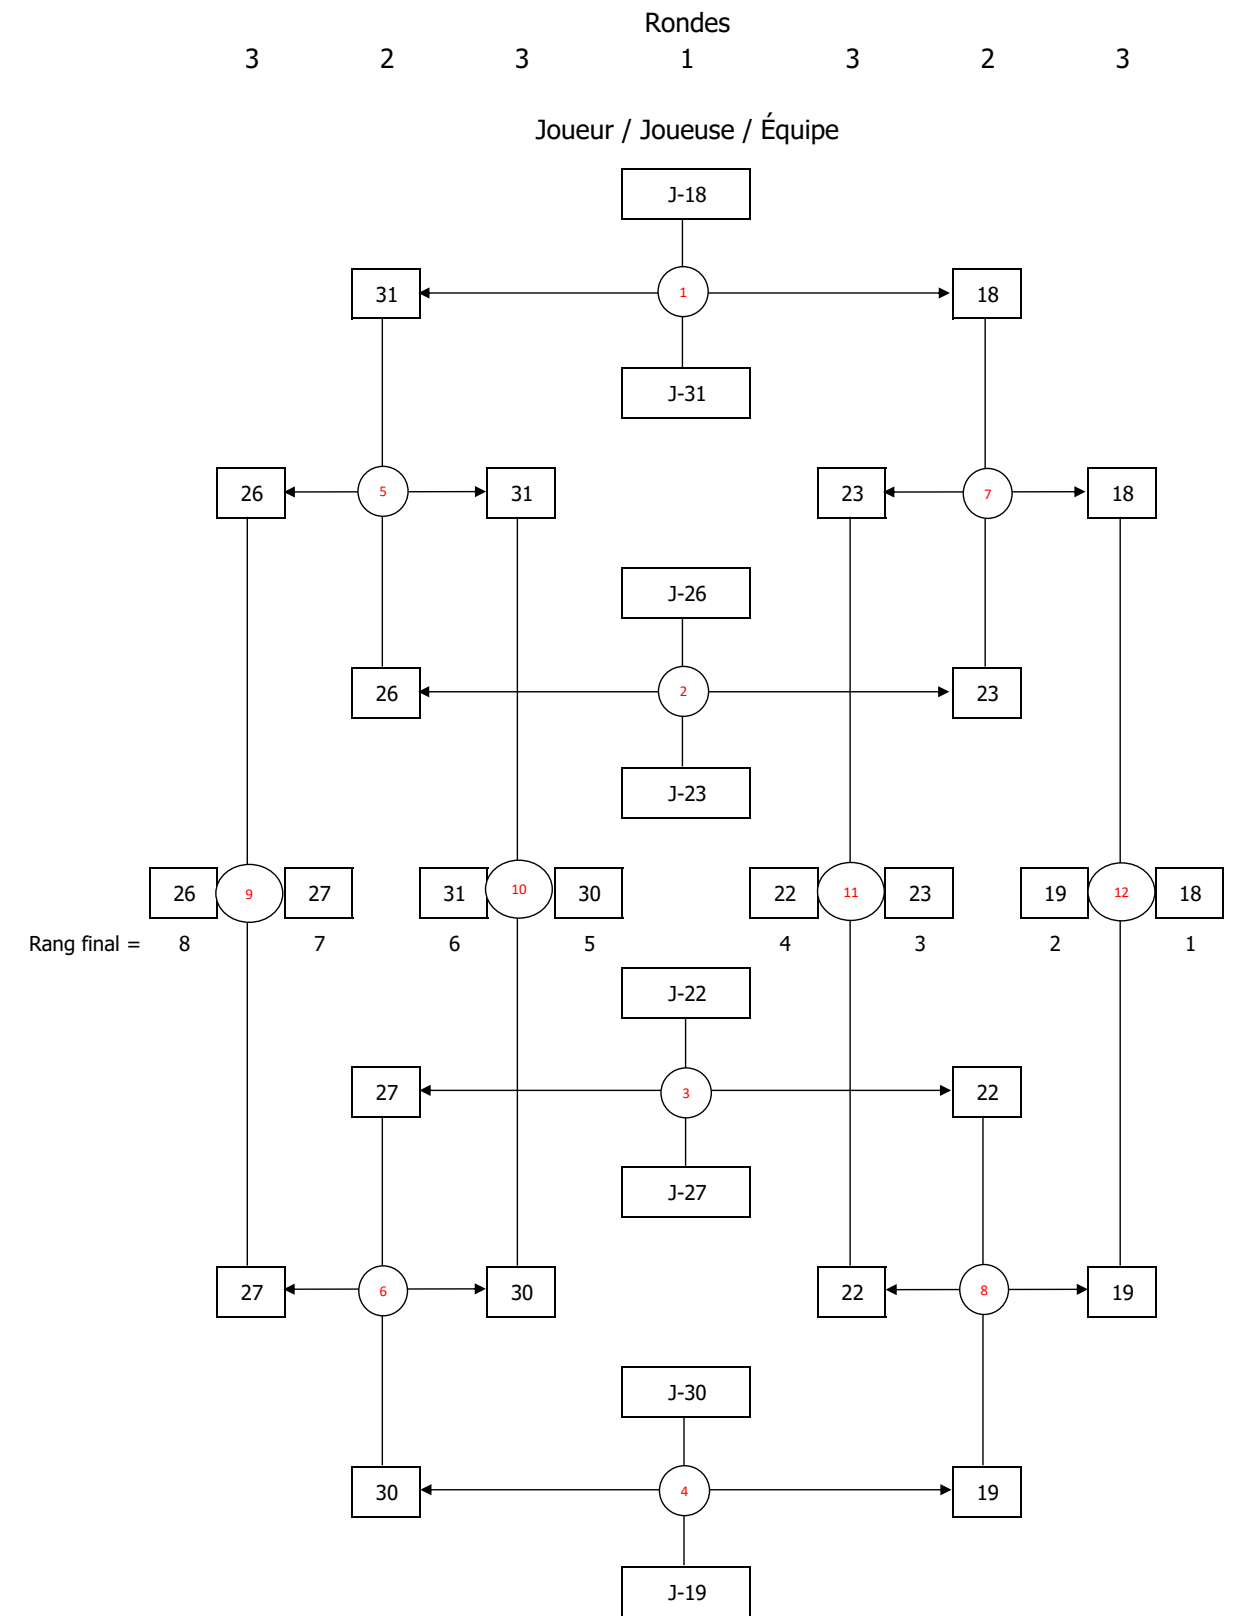 Rondes
3 2 3 1 3 2 3
Joueur / Joueuse / Équipe
J-18
31 1 18
J-31
26 5 31 23 7 18
J-26
26 2 23
J-23
26 9 27 31 10 30 22 11 23 19 12 18
Rang final = 8 7 6 5 4 3 2 1
J-22
27 3 22
J-27
27 6 30 22 8 19
J-30
30 4 19
J-19